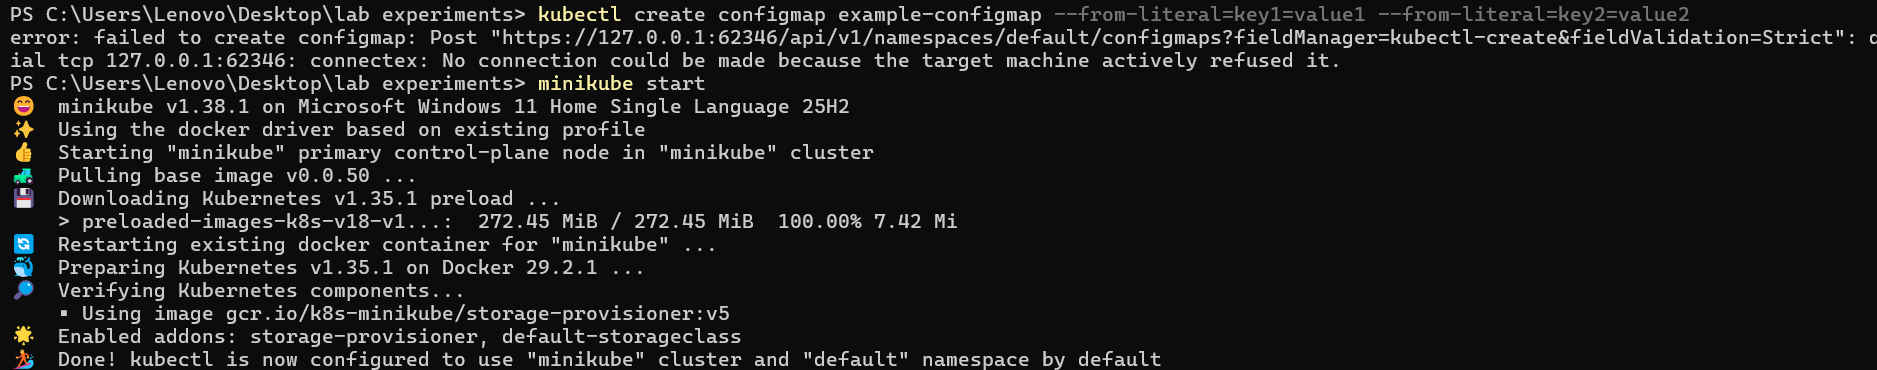 PS C:\Users\Lenovo\Desktop\lab experiments> kubectl create configmap example-configmap --from-literal=key1=value1 --from-literal=key2=value2
error: failed to create configmap: Post "https://127.0.0.1:62346/api/v1/namespaces/default/configmaps?fieldManager=kubectl-create&fieldValidation=Strict": d
ial tcp 127.0.0.1:62346: connectex: No connection could be made because the target machine actively refused it.
PS C:\Users\Lenovo\Desktop\lab experiments> minikube start
😄  minikube v1.38.1 on Microsoft Windows 11 Home Single Language 25H2
✨  Using the docker driver based on existing profile
👍  Starting "minikube" primary control-plane node in "minikube" cluster
🚜  Pulling base image v0.0.50 ...
💾  Downloading Kubernetes v1.35.1 preload ...
    > preloaded-images-k8s-v18-v1...:  272.45 MiB / 272.45 MiB  100.00% 7.42 Mi
🔄  Restarting existing docker container for "minikube" ...
🐳  Preparing Kubernetes v1.35.1 on Docker 29.2.1 ...
🔎  Verifying Kubernetes components...
    ▪ Using image gcr.io/k8s-minikube/storage-provisioner:v5
🌟  Enabled addons: storage-provisioner, default-storageclass
🏄  Done! kubectl is now configured to use "minikube" cluster and "default" namespace by default